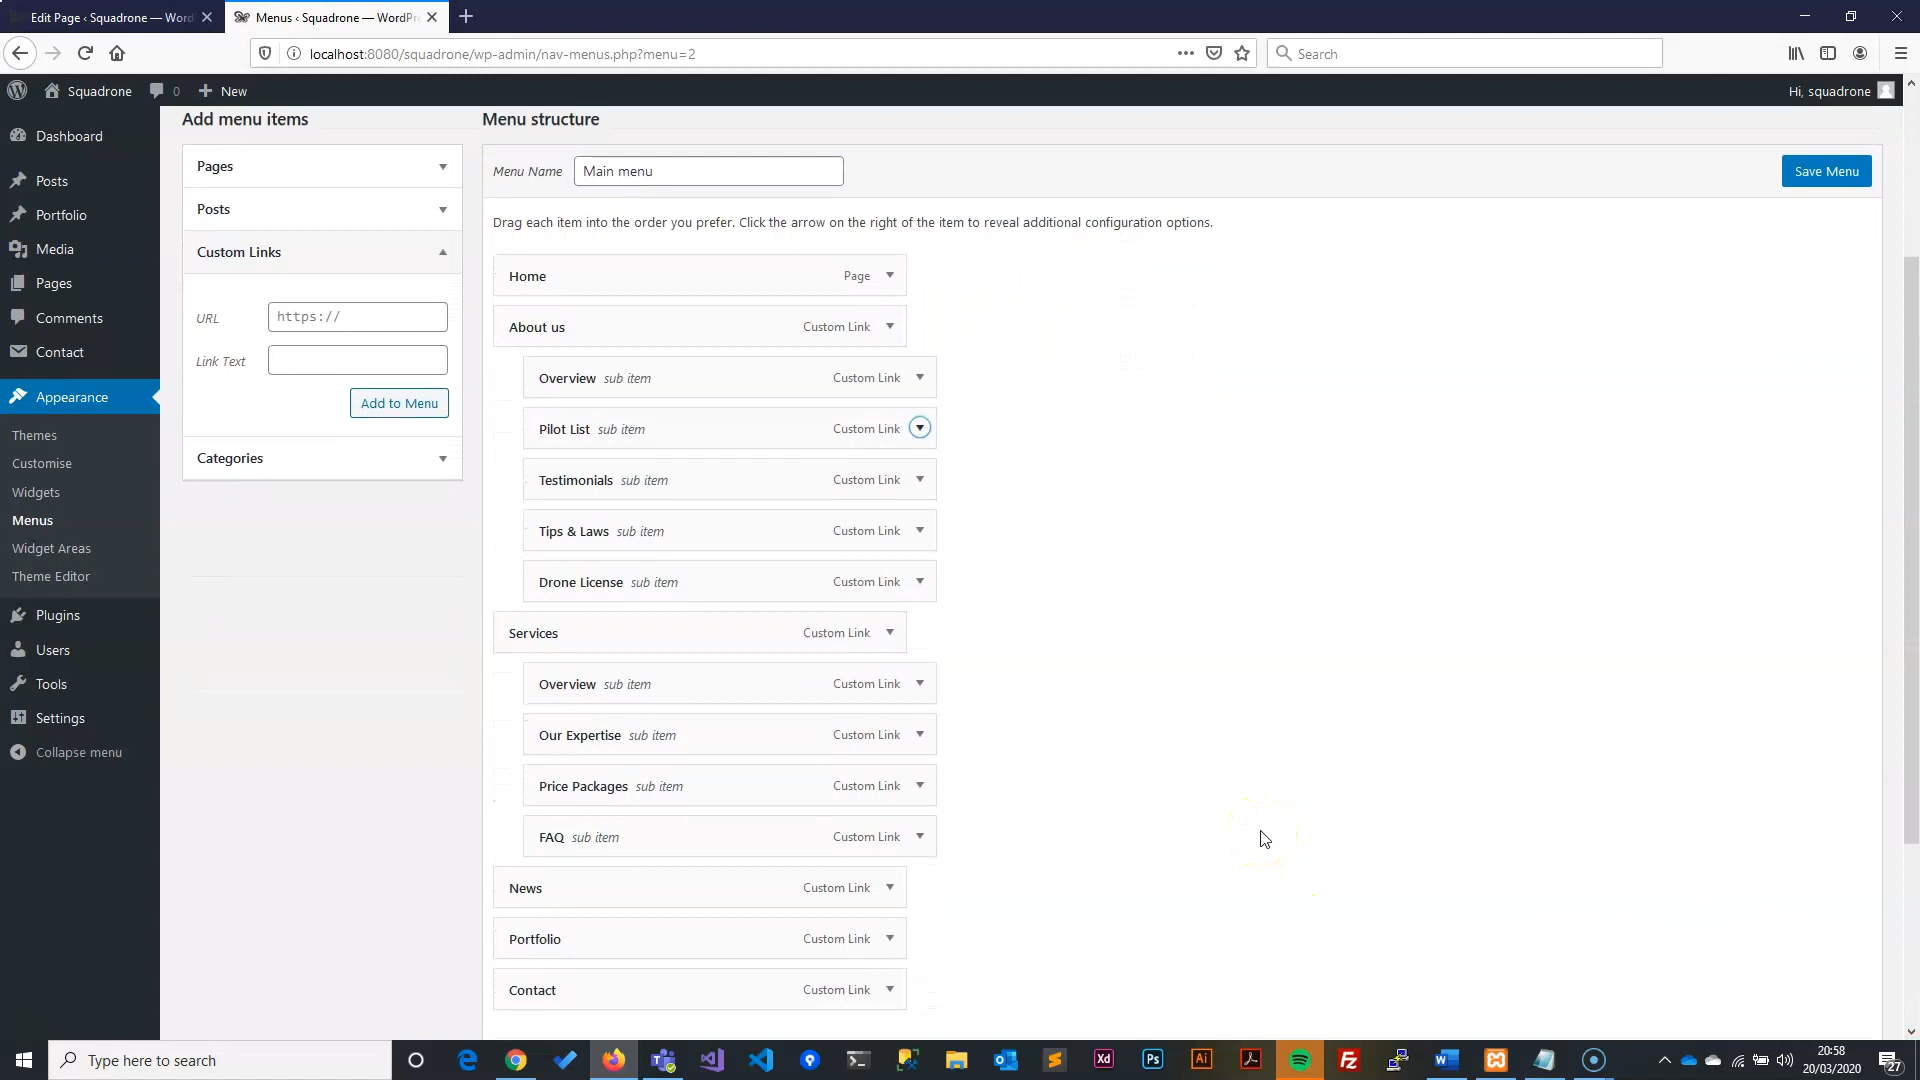 Edit Page ‹ Squadrone — Word
Menus ‹ Squadrone — WordPr
localhost:8080/squadrone/wp-admin/nav-menus.php?menu=2
Search
Squadrone
0
New
Hi, squadrone
Dashboard
Posts
Portfolio
Media
Pages
Comments
Contact
Appearance
Themes
Customise
Widgets
Menus
Widget Areas
Theme Editor
Plugins
Users
Tools
Settings
Collapse menu
Add menu items
Pages
Posts
Custom Links
URL
https://
Link Text
Add to Menu
Categories
Menu structure
Menu Name
Main menu
Save Menu
Drag each item into the order you prefer. Click the arrow on the right of the item to reveal additional configuration options.
Home Page
About us Custom Link
Overview sub item Custom Link
Pilot List sub item Custom Link
Testimonials sub item Custom Link
Tips & Laws sub item Custom Link
Drone License sub item Custom Link
Services Custom Link
Overview sub item Custom Link
Our Expertise sub item Custom Link
Price Packages sub item Custom Link
FAQ sub item Custom Link
News Custom Link
Portfolio Custom Link
Contact Custom Link
Type here to search
Xd
Ps
Ai
20:58
20/03/2020
27